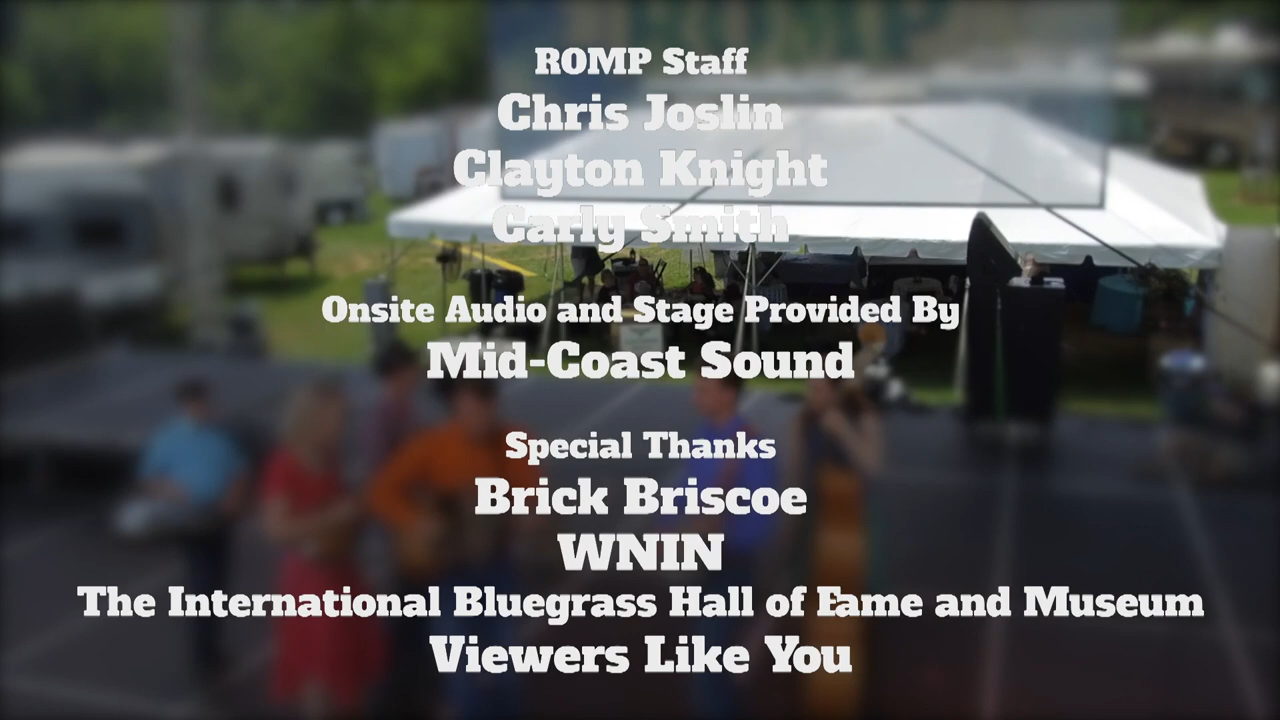 ROMP Staff
Chris Joslin
Clayton Knight
Carly Smith
Onsite Audio and Stage Provided By
Mid-Coast Sound
Special Thanks
Brick Briscoe
WNIN
The International Bluegrass Hall of Fame and Museum
Viewers Like You